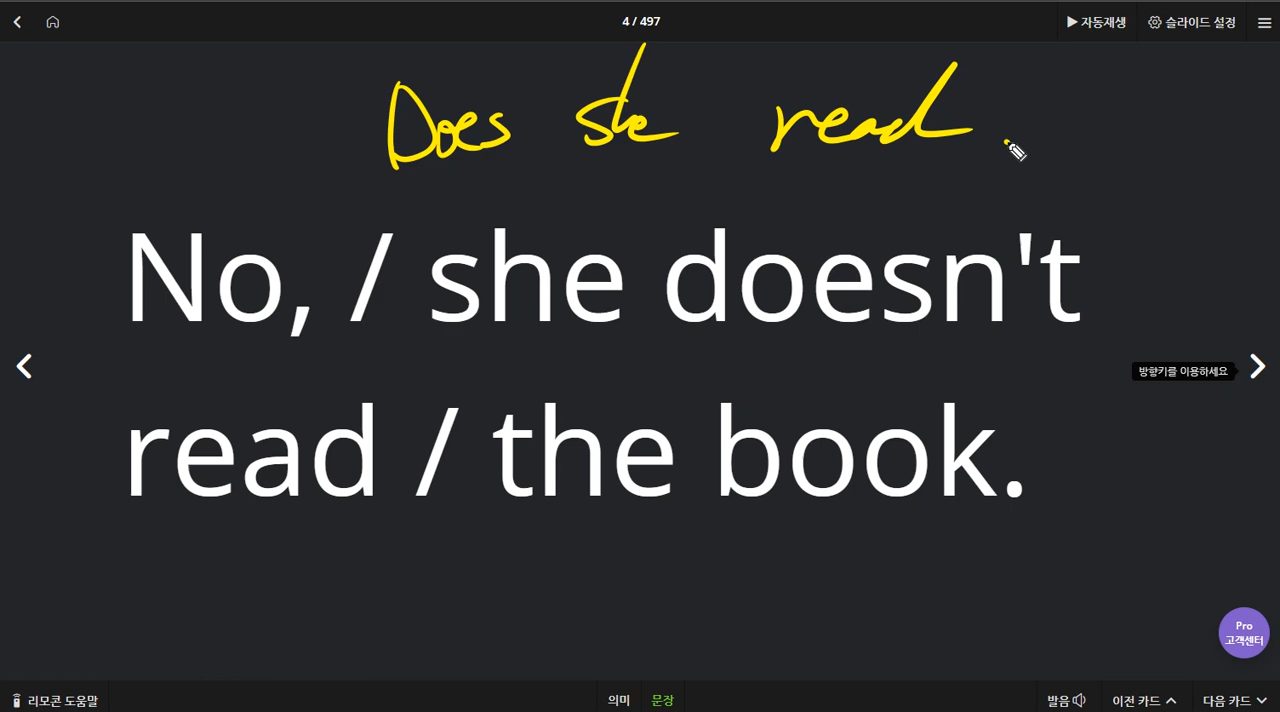 4 / 497
자동재생
슬라이드 설정
Does she read
No, / she doesn't
read / the book.
방향키를 이용하세요
Pro
고객센터
리모콘 도움말
의미
문장
발음
이전 카드
다음 카드